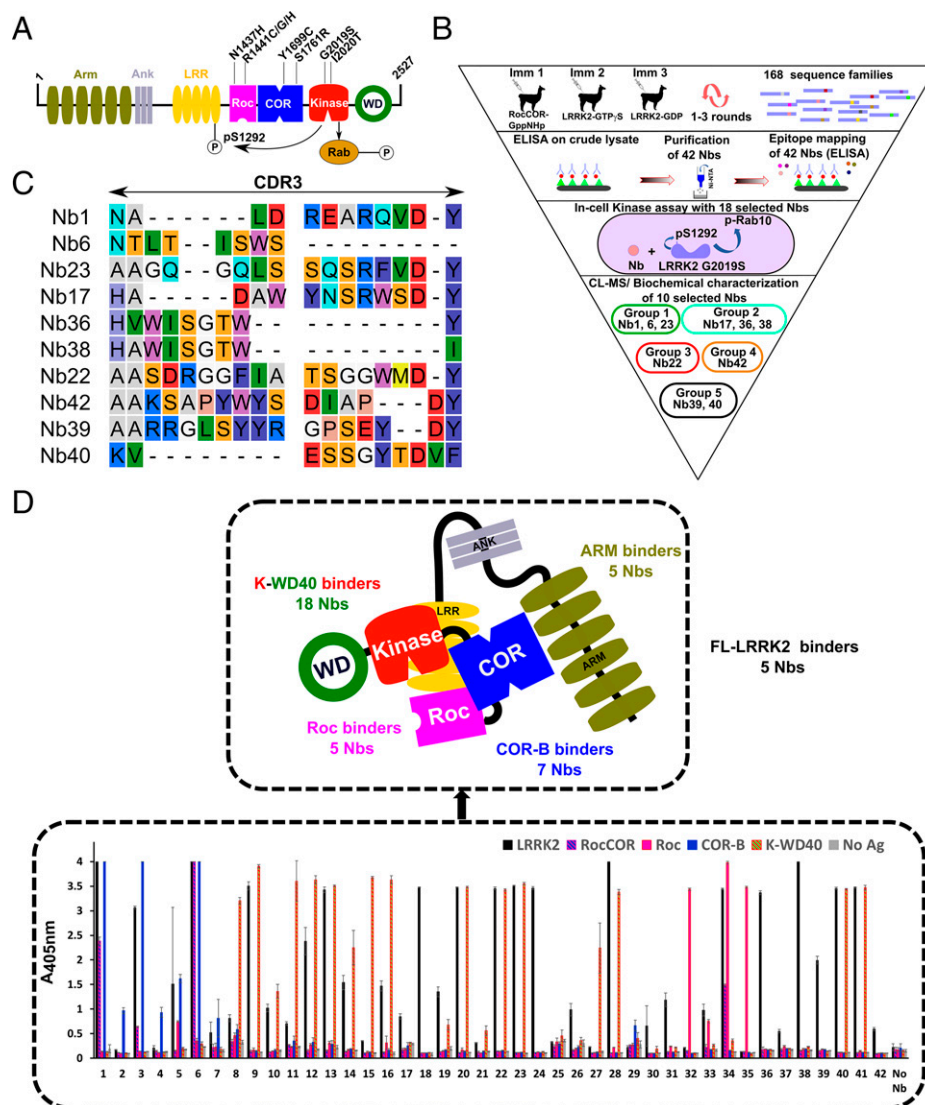 A
N1437H
R1441C/G/H
Y1699C
S1761R
G2019S
I2020T
2527
Arm
Ank
LRR
Roc
COR
Kinase
WD
pS1292
P
Rab
P
B
Imm 1
Imm 2
Imm 3
168 sequence families
RocCOR-
GppNHp
LRRK2-GTPγS
LRRK2-GDP
1-3 rounds
ELISA on crude lysate
Purification
of 42 Nbs
Epitope mapping
of 42 Nbs (ELISA)
Ni-NTA
In-cell Kinase assay with 18 selected Nbs
p-Rab10
pS1292
Nb
+
LRRK2 G2019S
CL-MS/ Biochemical characterization
of 10 selected Nbs
Group 1
Nb1, 6, 23
Group 2
Nb17, 36, 38
Group 3
Nb22
Group 4
Nb42
Group 5
Nb39, 40
C
CDR3
Nb1 NA------LD REARQVD-Y
Nb6 NTLT--ISWS ---------
Nb23 AAGQ--GQLS SQSRFVD-Y
Nb17 HA-----DAW YNSRWSD-Y
Nb36 HVWISGTW-- --------Y
Nb38 HAWISGTW-- --------I
Nb22 AASDRGGFIA TSGGWMD-Y
Nb42 AAKSAPYWYS DIAP---DY
Nb39 AARRGLSYYR GPSEY--DY
Nb40 KV-------- ESSGYTDVF
D
ANK
ARM binders
5 Nbs
K-WD40 binders
18 Nbs
LRR
Kinase
WD
COR
ARM
FL-LRRK2 binders
5 Nbs
Roc
Roc binders
5 Nbs
COR-B binders
7 Nbs
LRRK2 RocCOR Roc COR-B K-WD40 No Ag
A405nm
4
3.5
3
2.5
2
1.5
1
0.5
0
1 2 3 4 5 6 7 8 9 10 11 12 13 14 15 16 17 18 19 20 21 22 23 24 25 26 27 28 29 30 31 32 33 34 35 36 37 38 39 40 41 42 No
Nb